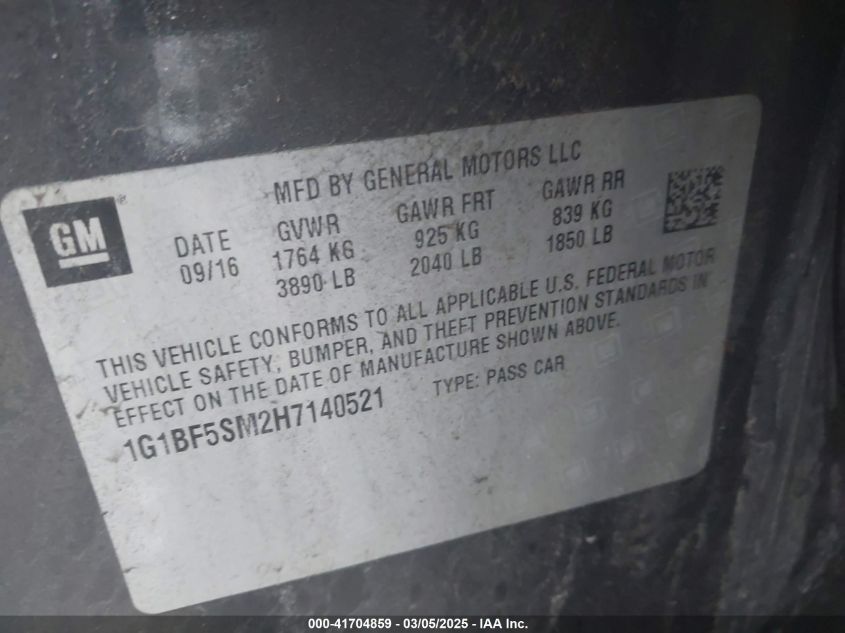 MFD BY GENERAL MOTORS LLC
GM®
DATE GVWR GAWR FRT GAWR RR
09/16 1764 KG 925 KG 839 KG
3890 LB 2040 LB 1850 LB
THIS VEHICLE CONFORMS TO ALL APPLICABLE U.S. FEDERAL MOTOR
VEHICLE SAFETY, BUMPER, AND THEFT PREVENTION STANDARDS IN
EFFECT ON THE DATE OF MANUFACTURE SHOWN ABOVE.
1G1BF5SM2H7140521 TYPE: PASS CAR
000-41704859 — 03/05/2025 — IAA Inc.